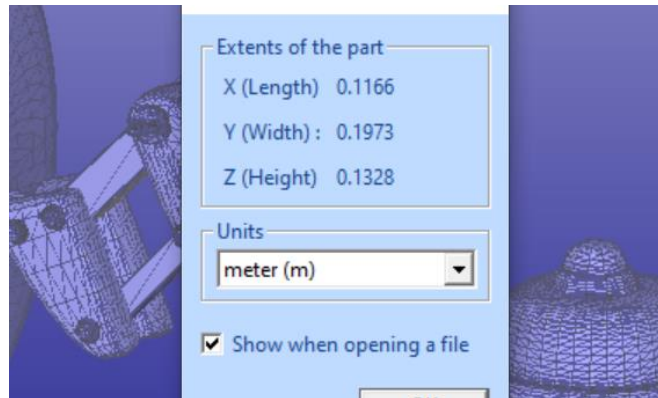 Extents of the part
X (Length) 0.1166
Y (Width) : 0.1973
Z (Height) 0.1328
Units
meter (m)
Show when opening a file